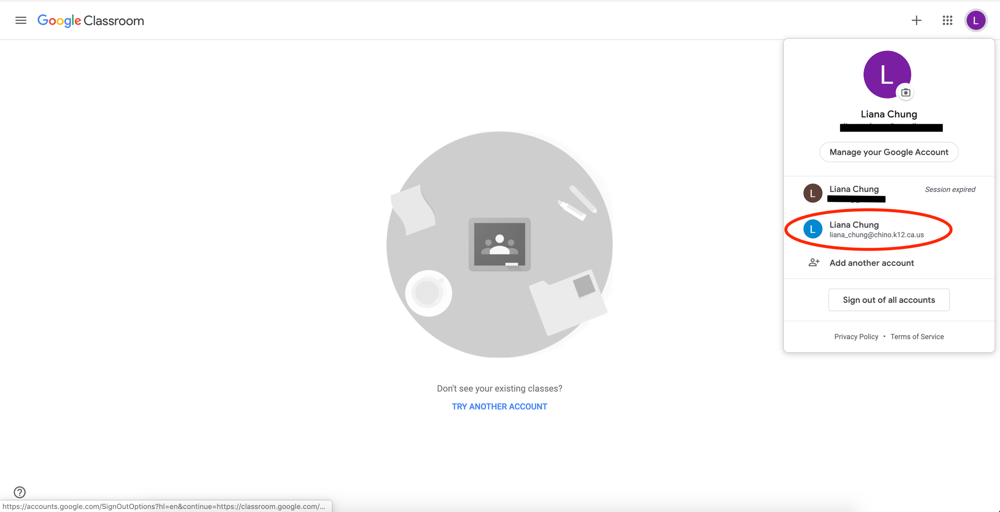 Google Classroom
L
L
Liana Chung
Manage your Google Account
L
Liana Chung
Session expired
L
Liana Chung
liana_chung@chino.k12.ca.us
Add another account
Sign out of all accounts
Privacy Policy • Terms of Service
Don't see your existing classes?
TRY ANOTHER ACCOUNT
?
https://accounts.google.com/SignOutOptions?hl=en&continue=https://classroom.google.com/...